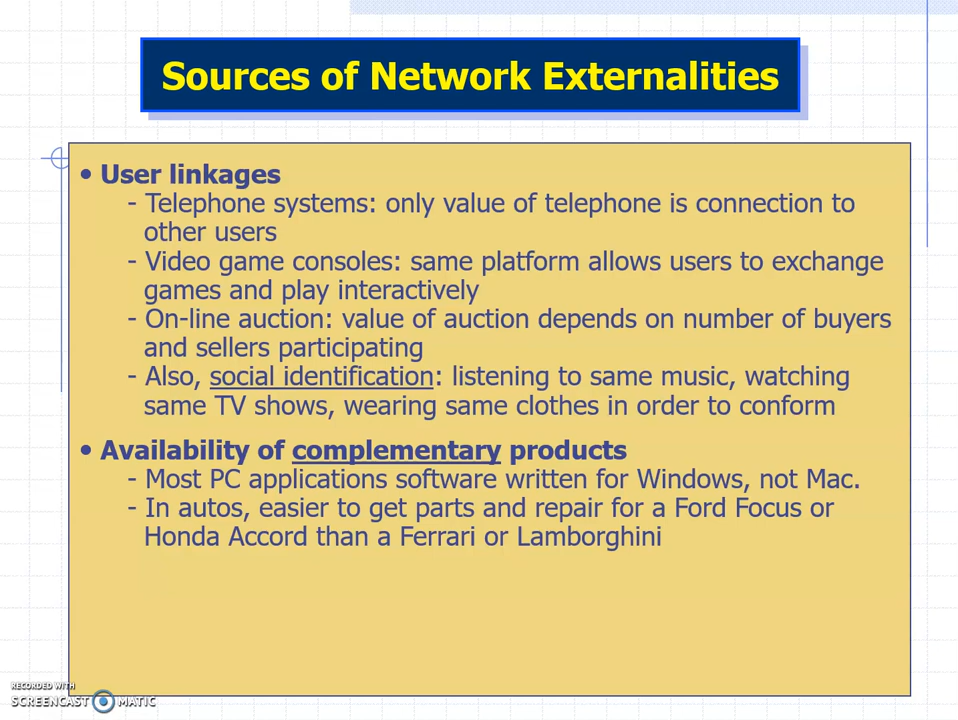 Sources of Network Externalities
• User linkages
- Telephone systems: only value of telephone is connection to
other users
- Video game consoles: same platform allows users to exchange
games and play interactively
- On-line auction: value of auction depends on number of buyers
and sellers participating
- Also, social identification: listening to same music, watching
same TV shows, wearing same clothes in order to conform
• Availability of complementary products
- Most PC applications software written for Windows, not Mac.
- In autos, easier to get parts and repair for a Ford Focus or
Honda Accord than a Ferrari or Lamborghini
RECORDED WITH
SCREENCAST MATIC